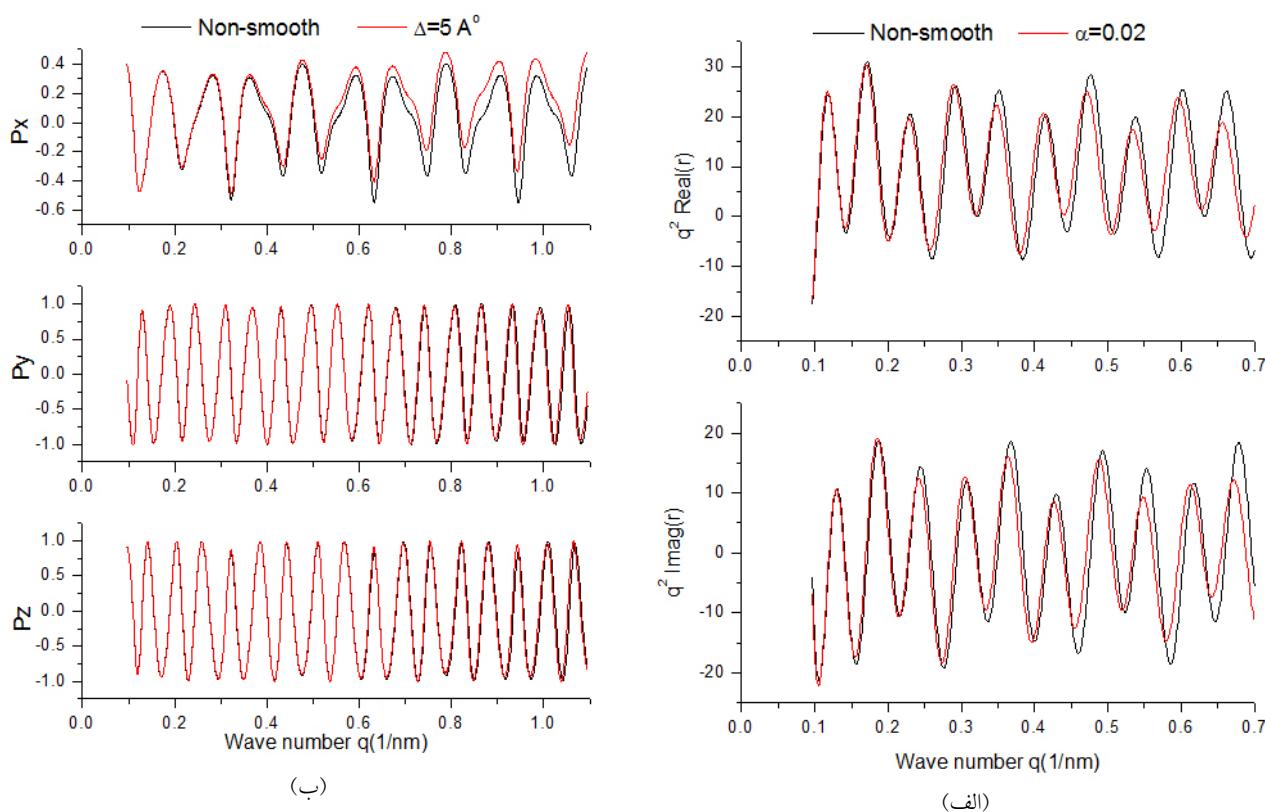 Non-smooth Δ=5 A°
Px
0.4
0.2
0.0
-0.2
-0.4
-0.6
0.0 0.2 0.4 0.6 0.8 1.0
Py
1.0
0.5
0.0
-0.5
-1.0
0.0 0.2 0.4 0.6 0.8 1.0
Pz
1.0
0.5
0.0
-0.5
-1.0
0.0 0.2 0.4 0.6 0.8 1.0
Wave number q(1/nm)
(ب)
Non-smooth α=0.02
q² Real(r)
30
20
10
0
-10
-20
0.0 0.1 0.2 0.3 0.4 0.5 0.6 0.7
q² Imag(r)
20
10
0
-10
-20
0.0 0.1 0.2 0.3 0.4 0.5 0.6 0.7
Wave number q(1/nm)
(الف)